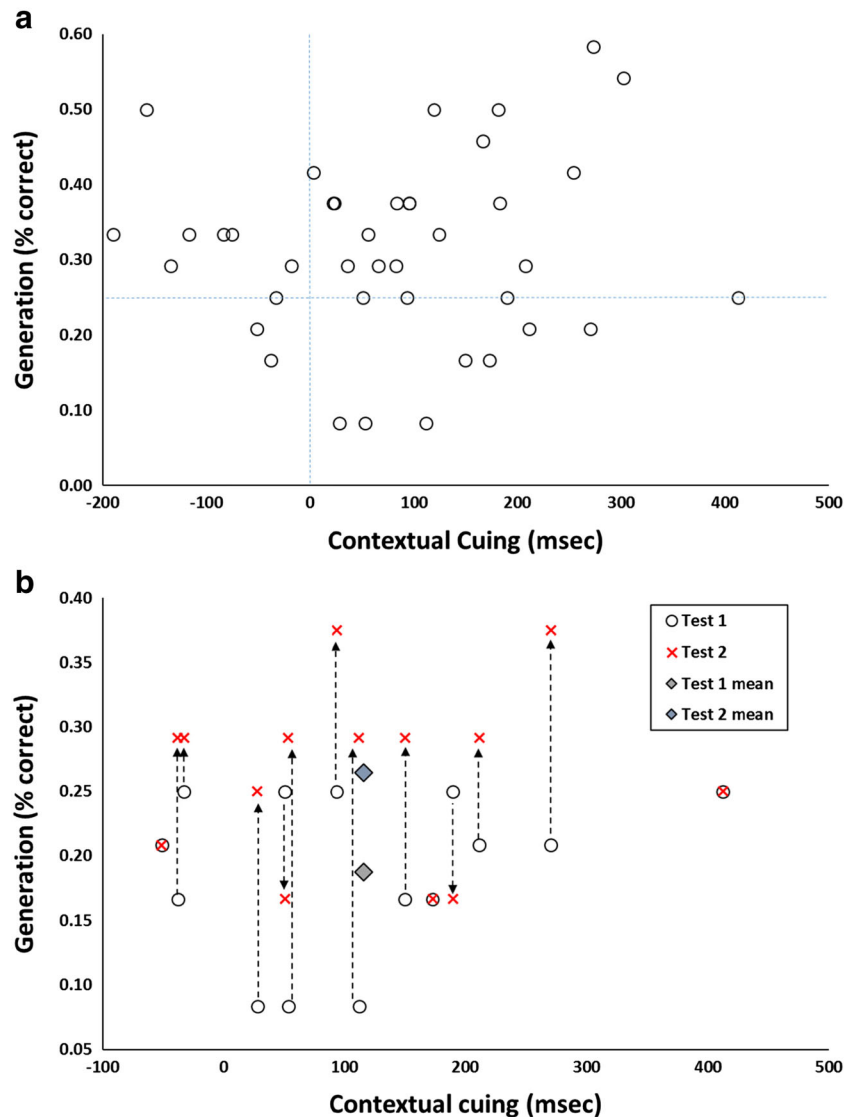 a
Generation (% correct)
0.60
0.50
0.40
0.30
0.20
0.10
0.00
-200 -100 0 100 200 300 400 500
Contextual Cuing (msec)
b
Generation (% correct)
0.40
0.35
0.30
0.25
0.20
0.15
0.10
0.05
Test 1
Test 2
Test 1 mean
Test 2 mean
-100 0 100 200 300 400 500
Contextual cuing (msec)